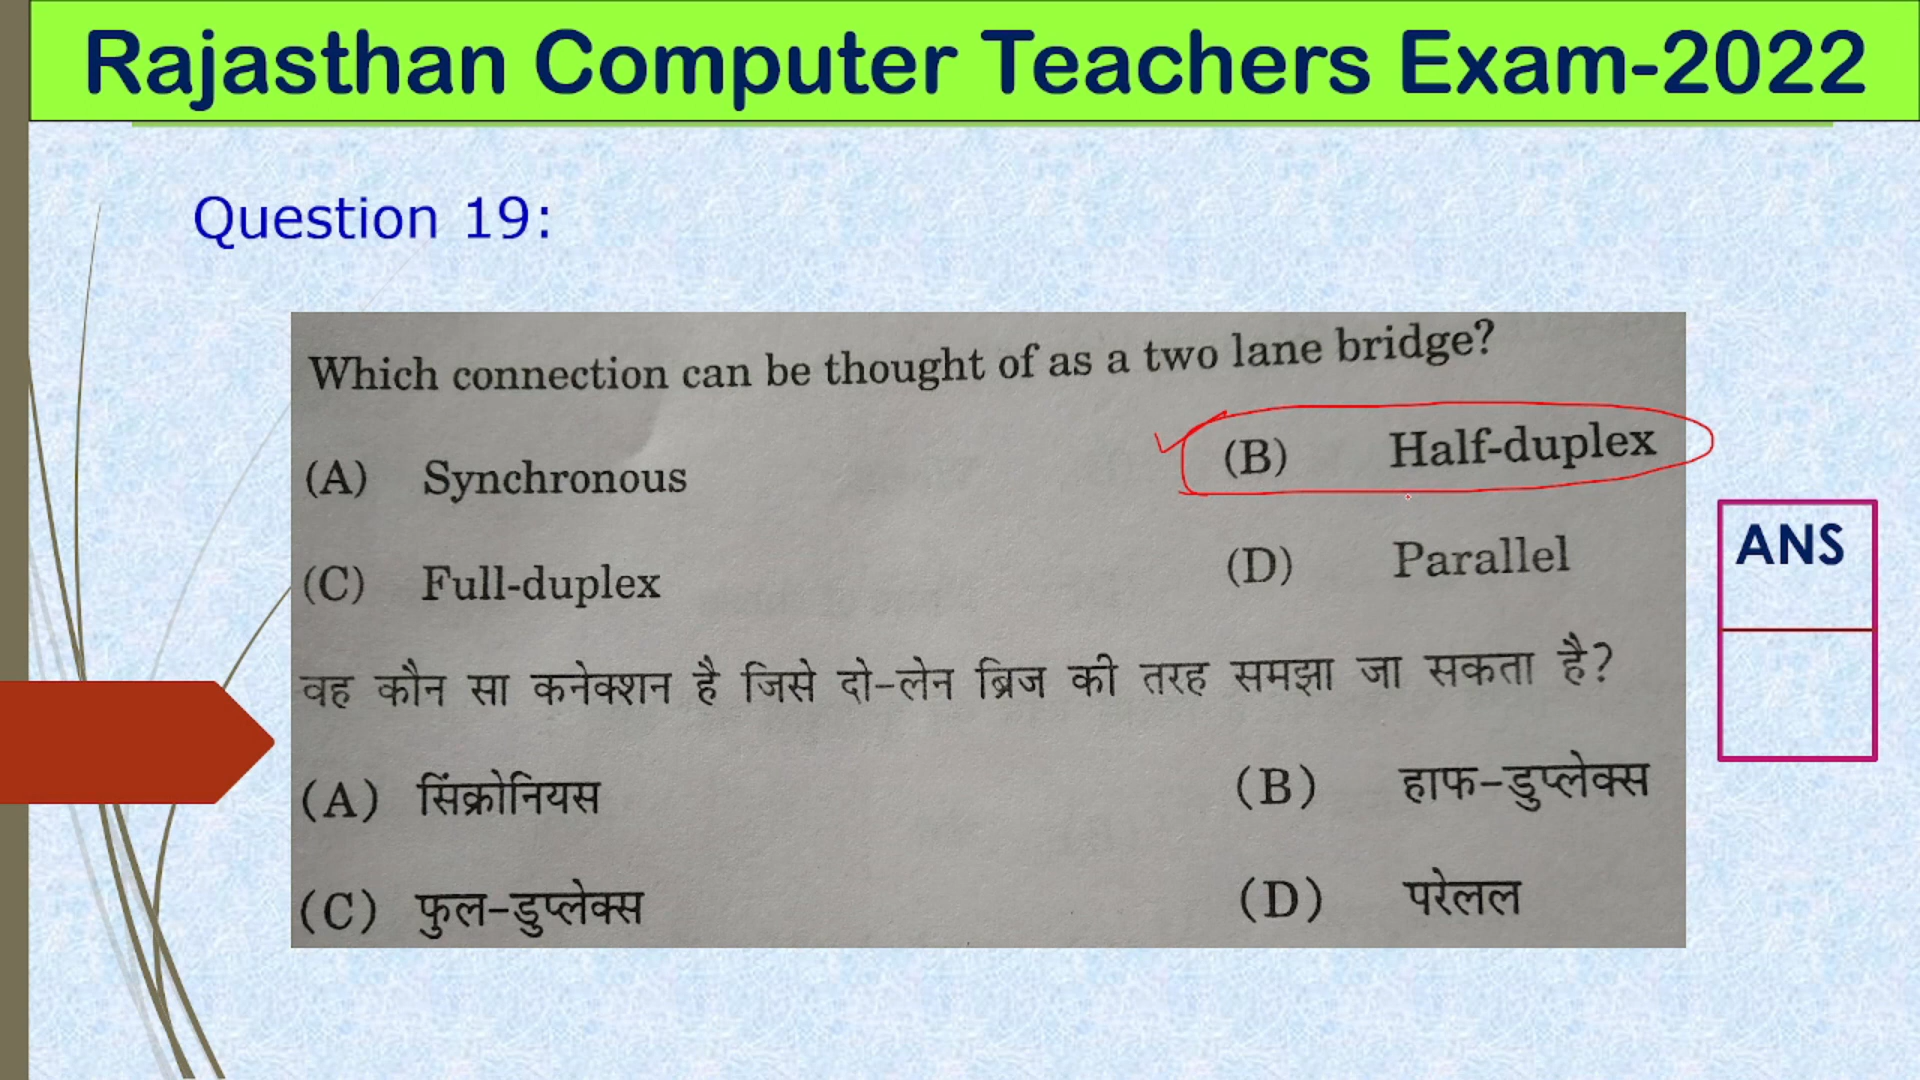 Rajasthan Computer Teachers Exam-2022
Question 19:
Which connection can be thought of as a two lane bridge?
(A) Synchronous (B) Half-duplex
(C) Full-duplex (D) Parallel
वह कौन सा कनेक्शन है जिसे दो-लेन ब्रिज की तरह समझा जा सकता है?
(A) सिंक्रोनियस (B) हाफ-डुप्लेक्स
(C) फुल-डुप्लेक्स (D) परेलल
ANS